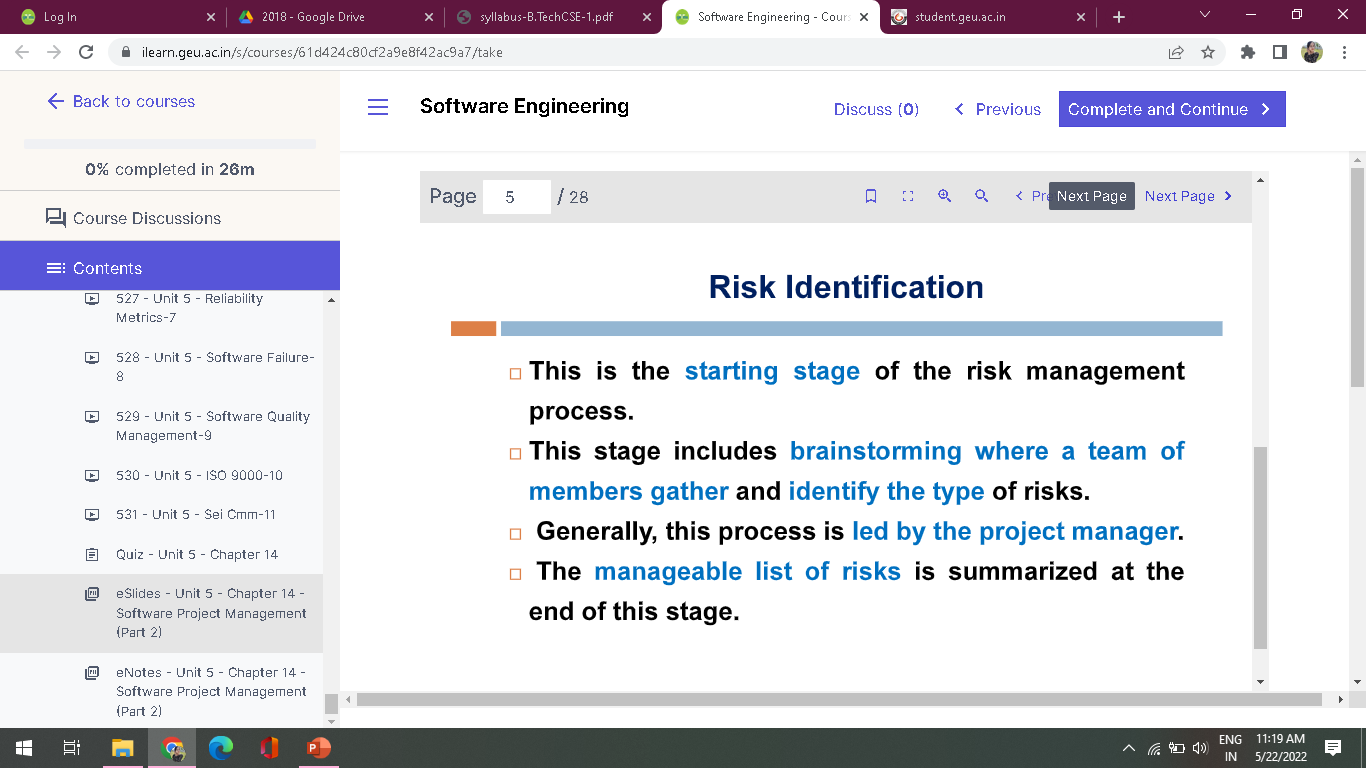 Log In
2018 - Google Drive
syllabus-B.TechCSE-1.pdf
Software Engineering - Cour
student.geu.ac.in
ilearn.geu.ac.in/s/courses/61d424c80cf2a9e8f42ac9a7/take
Back to courses
0% completed in 26m
Course Discussions
Contents
527 - Unit 5 - Reliability
Metrics-7
528 - Unit 5 - Software Failure-
8
529 - Unit 5 - Software Quality
Management-9
530 - Unit 5 - ISO 9000-10
531 - Unit 5 - Sei Cmm-11
Quiz - Unit 5 - Chapter 14
eSlides - Unit 5 - Chapter 14 -
Software Project Management
(Part 2)
eNotes - Unit 5 - Chapter 14 -
Software Project Management
(Part 2)
Software Engineering
Discuss (0)
Previous
Complete and Continue
Page 5 / 28
Pre
Next Page
Next Page
Risk Identification
This is the starting stage of the risk management
process.
This stage includes brainstorming where a team of
members gather and identify the type of risks.
Generally, this process is led by the project manager.
The manageable list of risks is summarized at the
end of this stage.
ENG
IN
11:19 AM
5/22/2022